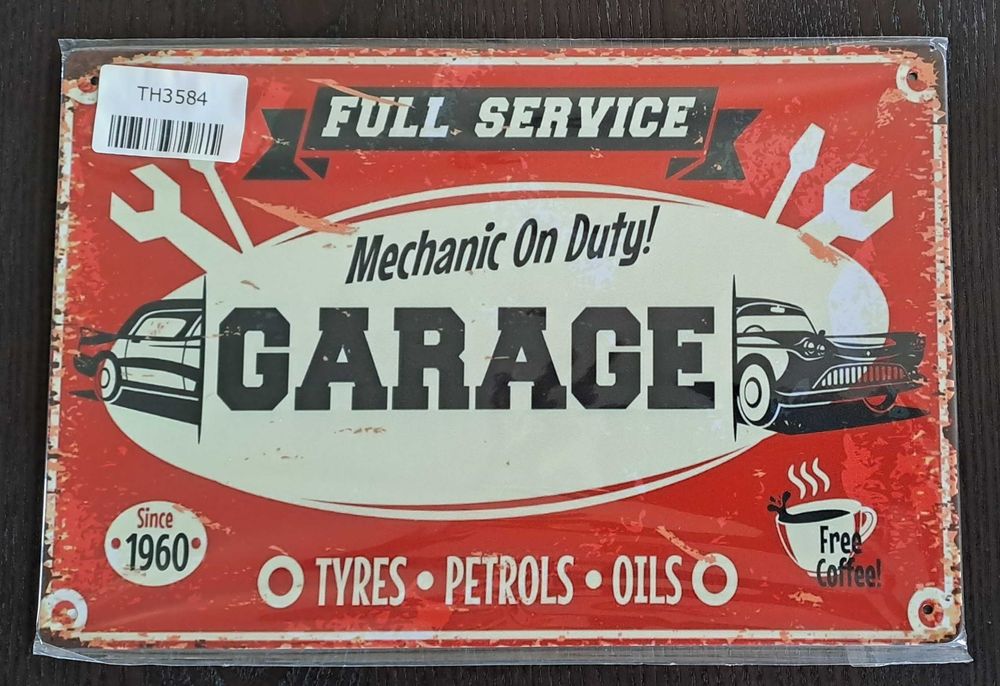 TH3584
FULL SERVICE
Mechanic On Duty!
GARAGE
Since
1960
TYRES • PETROLS • OILS
Free
Coffee!